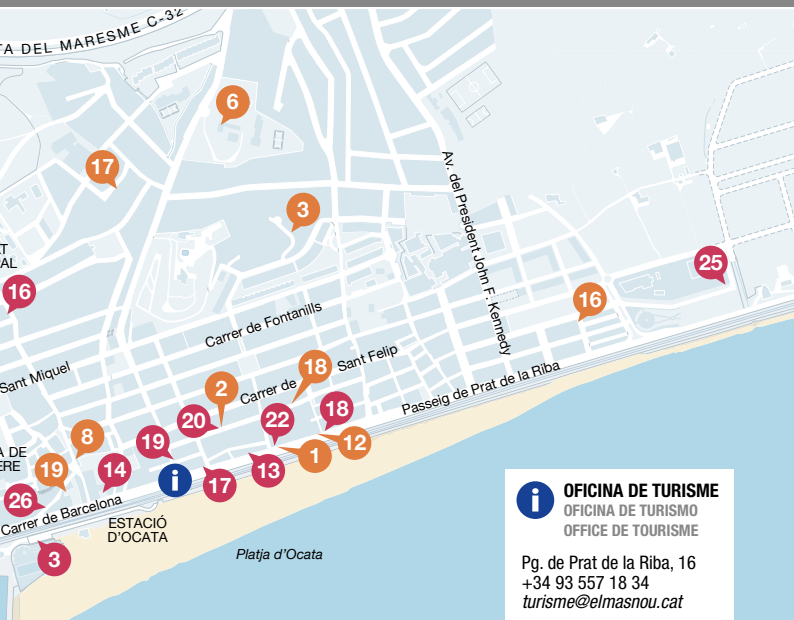 TA DEL MARESME C-32
6
17
3
Av. del President John F. Kennedy
25
16
16
Carrer de Fontanills
Sant Miquel
Carrer de Sant Felip
18
2
Passeig de Prat de la Riba
20
22
18
8
19
1
12
14
19
13
17
26
Carrer de Barcelona
ESTACIÓ
D'OCATA
3
Platja d'Ocata
i
i
OFICINA DE TURISME
OFICINA DE TURISMO
OFFICE DE TOURISME
Pg. de Prat de la Riba, 16
+34 93 557 18 34
turisme@elmasnou.cat